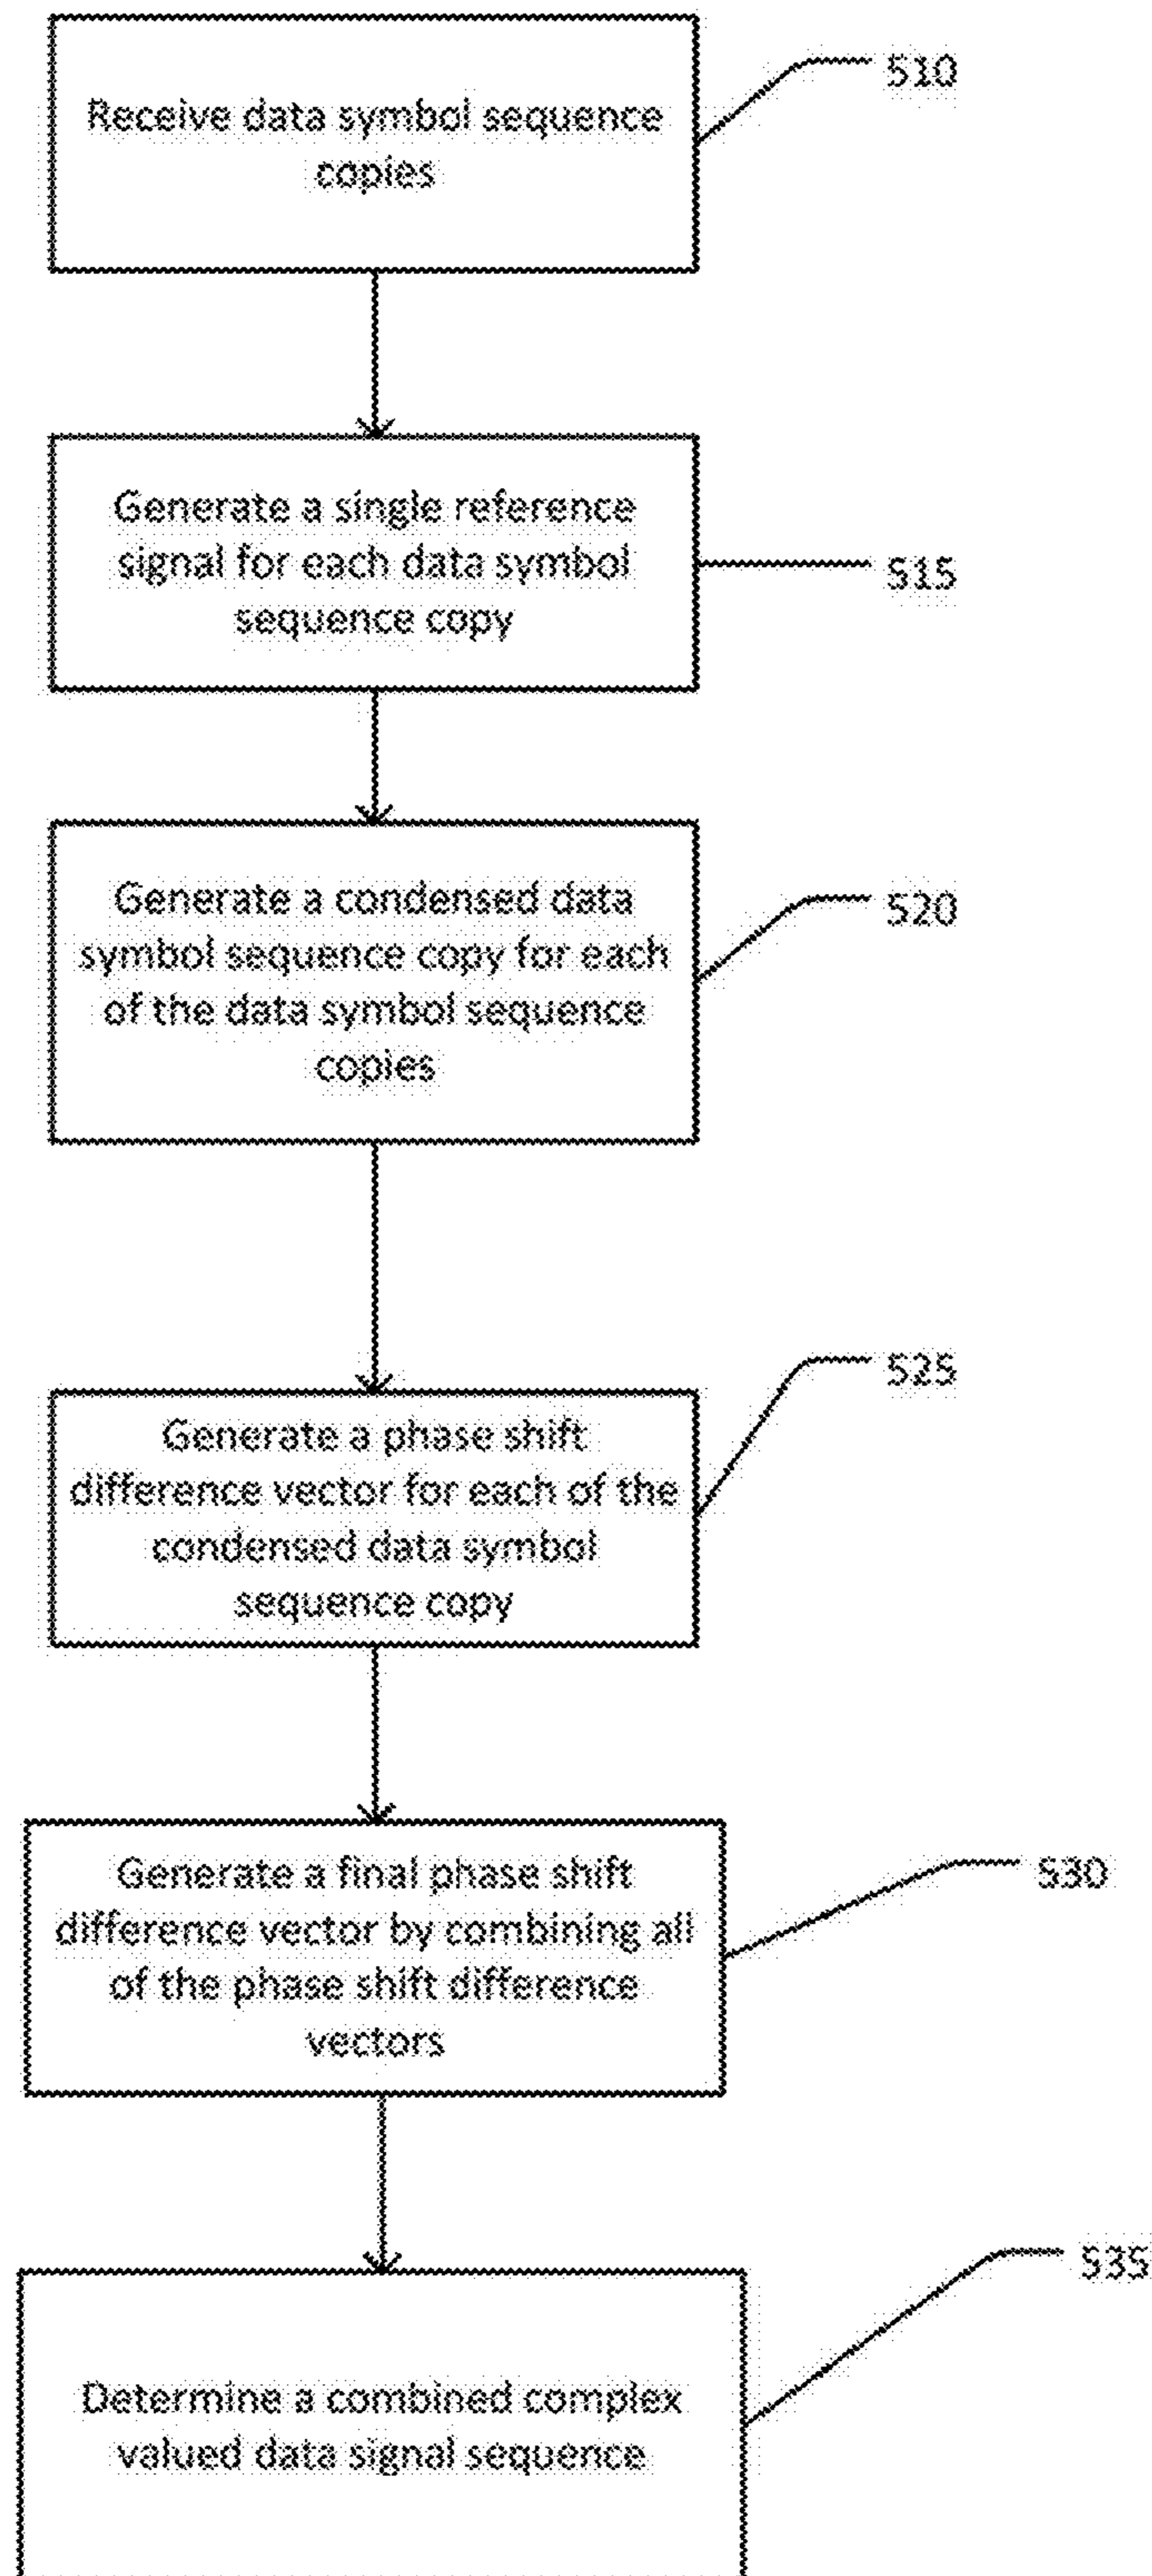 Receive data symbol sequence
copies
510
Generate a single reference
signal for each data symbol
sequence copy
515
Generate a condensed data
symbol sequence copy for each
of the data symbol sequence
copies
520
Generate a phase shift
difference vector for each of the
condensed data symbol
sequence copy
525
Generate a final phase shift
difference vector by combining all
of the phase shift difference
vectors
530
Determine a combined complex
valued data signal sequence
535